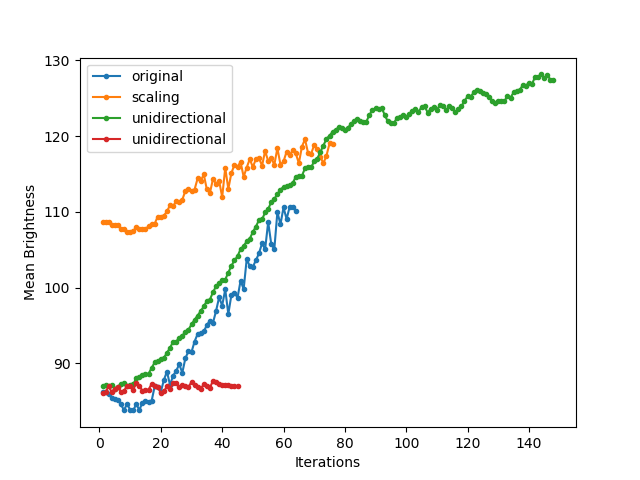 130
120
110
100
90
Mean Brightness
original
scaling
unidirectional
unidirectional
0 20 40 60 80 100 120 140
Iterations